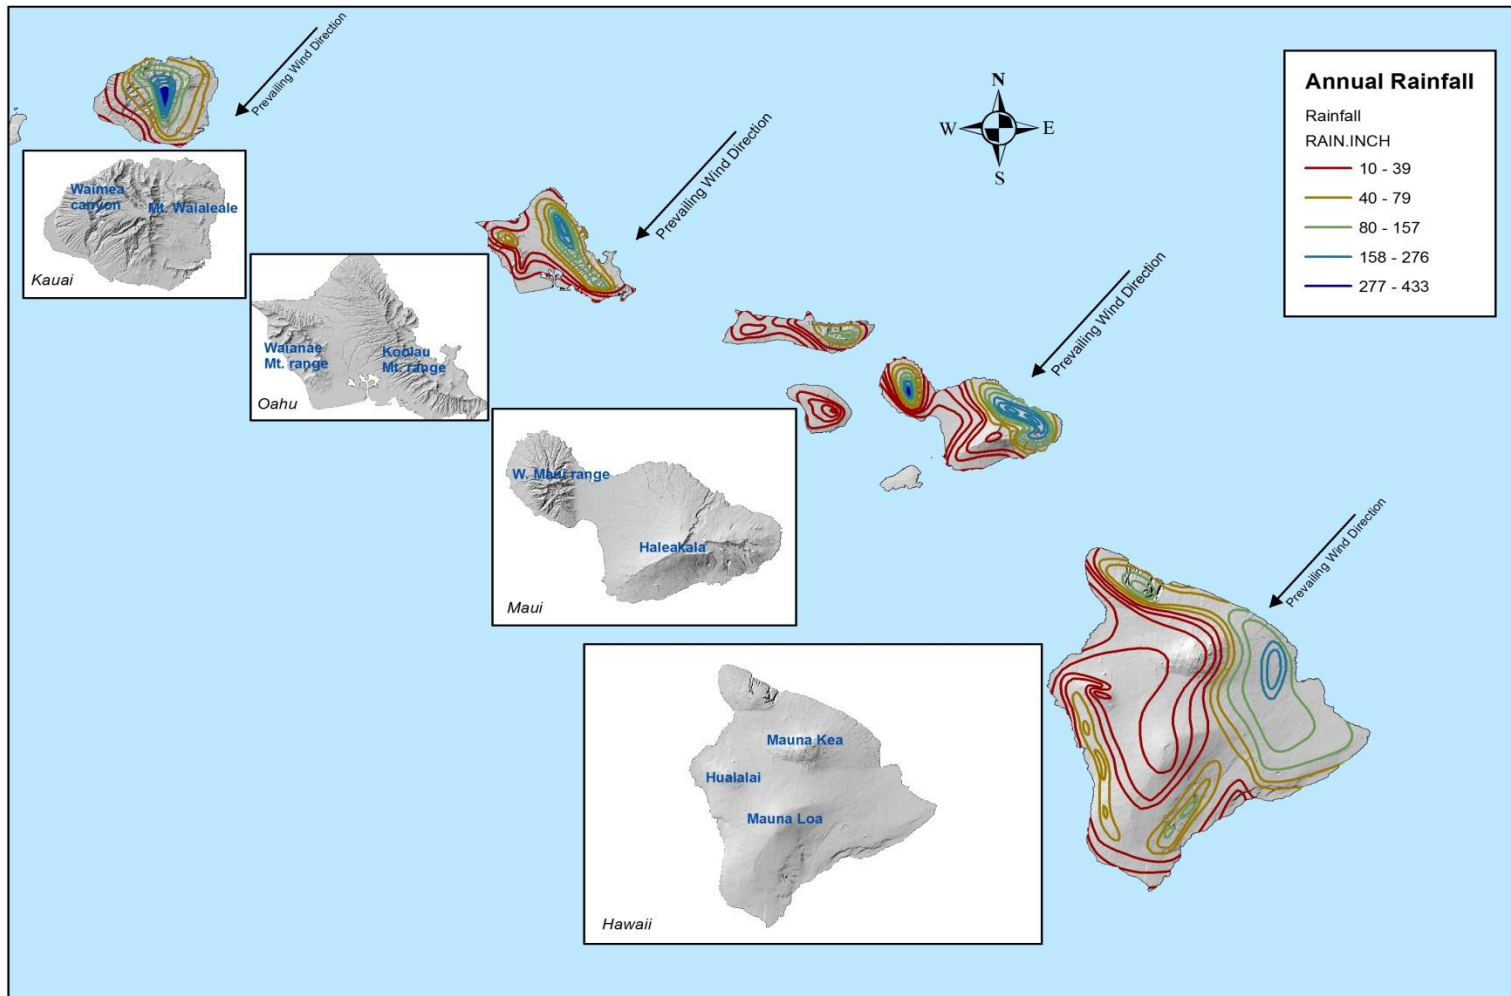 Prevailing Wind Direction
N
W
E
S
Annual Rainfall
Rainfall
RAIN.INCH
10 - 39
40 - 79
80 - 157
158 - 276
277 - 433
Prevailing Wind Direction
Waimea
canyon
Mt. Waialeale
Kauai
Prevailing Wind Direction
Waianae
Mt. range
Koolau
Mt. range
Oahu
W. Maui range
Haleakala
Maui
Prevailing Wind Direction
Mauna Kea
Hualalai
Mauna Loa
Hawaii